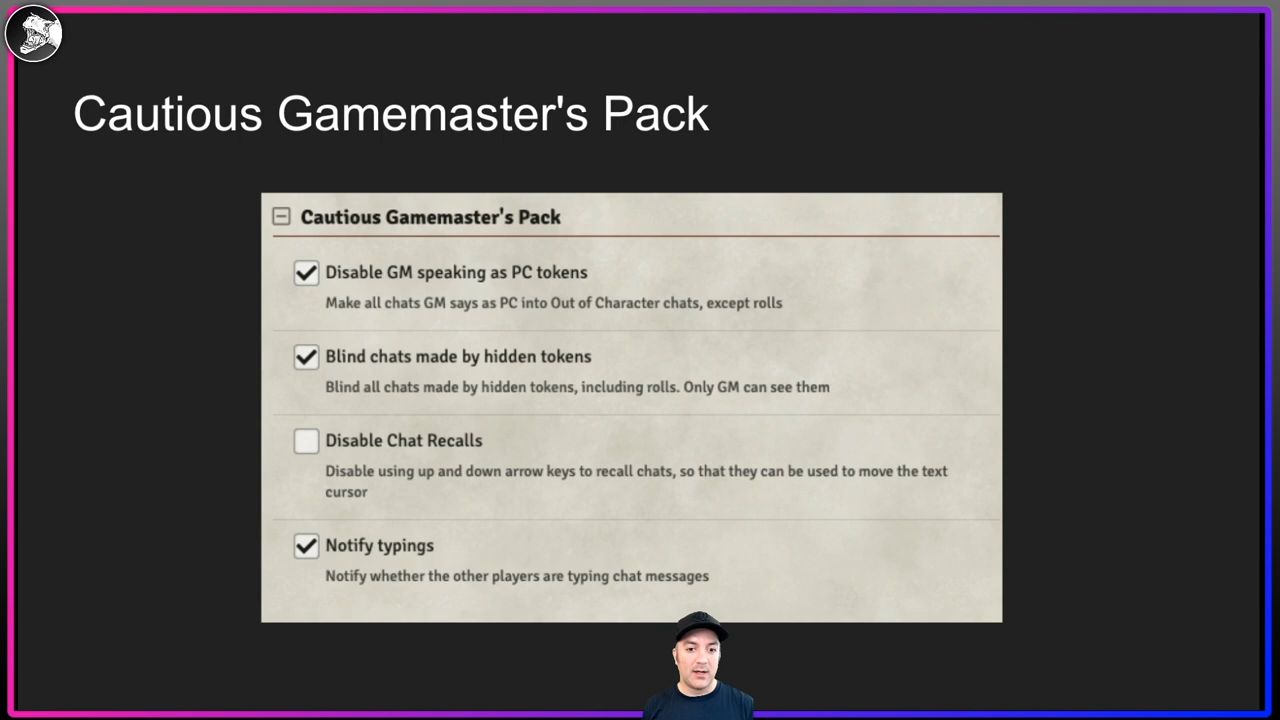 Cautious Gamemaster's Pack
Cautious Gamemaster's Pack
Disable GM speaking as PC tokens
Make all chats GM says as PC into Out of Character chats, except rolls
Blind chats made by hidden tokens
Blind all chats made by hidden tokens, including rolls. Only GM can see them
Disable Chat Recalls
Disable using up and down arrow keys to recall chats, so that they can be used to move the text
cursor
Notify typings
Notify whether the other players are typing chat messages